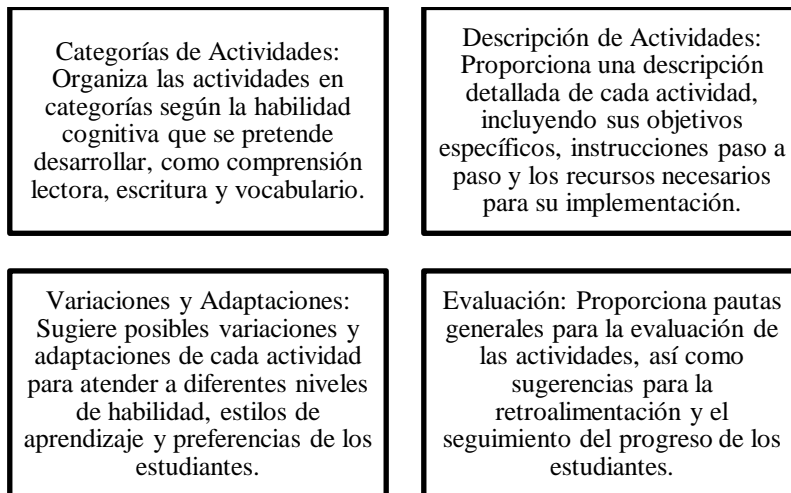 Categorías de Actividades:
Organiza las actividades en
categorías según la habilidad
cognitiva que se pretende
desarrollar, como comprensión
lectora, escritura y vocabulario.
Descripción de Actividades:
Proporciona una descripción
detallada de cada actividad,
incluyendo sus objetivos
específicos, instrucciones paso a
paso y los recursos necesarios
para su implementación.
Variaciones y Adaptaciones:
Sugiere posibles variaciones y
adaptaciones de cada actividad
para atender a diferentes niveles
de habilidad, estilos de
aprendizaje y preferencias de los
estudiantes.
Evaluación: Proporciona pautas
generales para la evaluación de
las actividades, así como
sugerencias para la
retroalimentación y el
seguimiento del progreso de los
estudiantes.